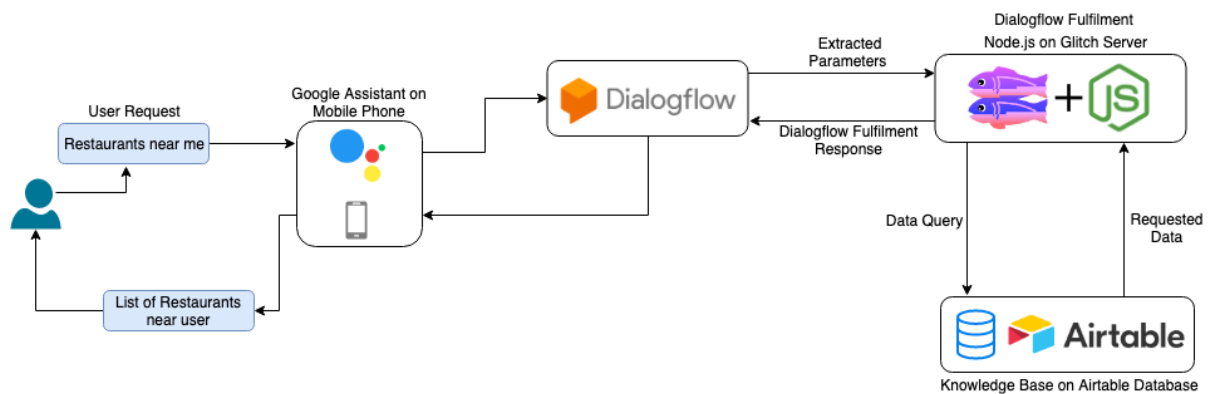 Dialogflow Fulfilment
Node.js on Glitch Server
Extracted
Parameters
Google Assistant on
Mobile Phone
User Request
Restaurants near me
Dialogflow
JS
Dialogflow Fulfilment
Response
Data Query
Requested
Data
List of Restaurants
near user
Airtable
Knowledge Base on Airtable Database